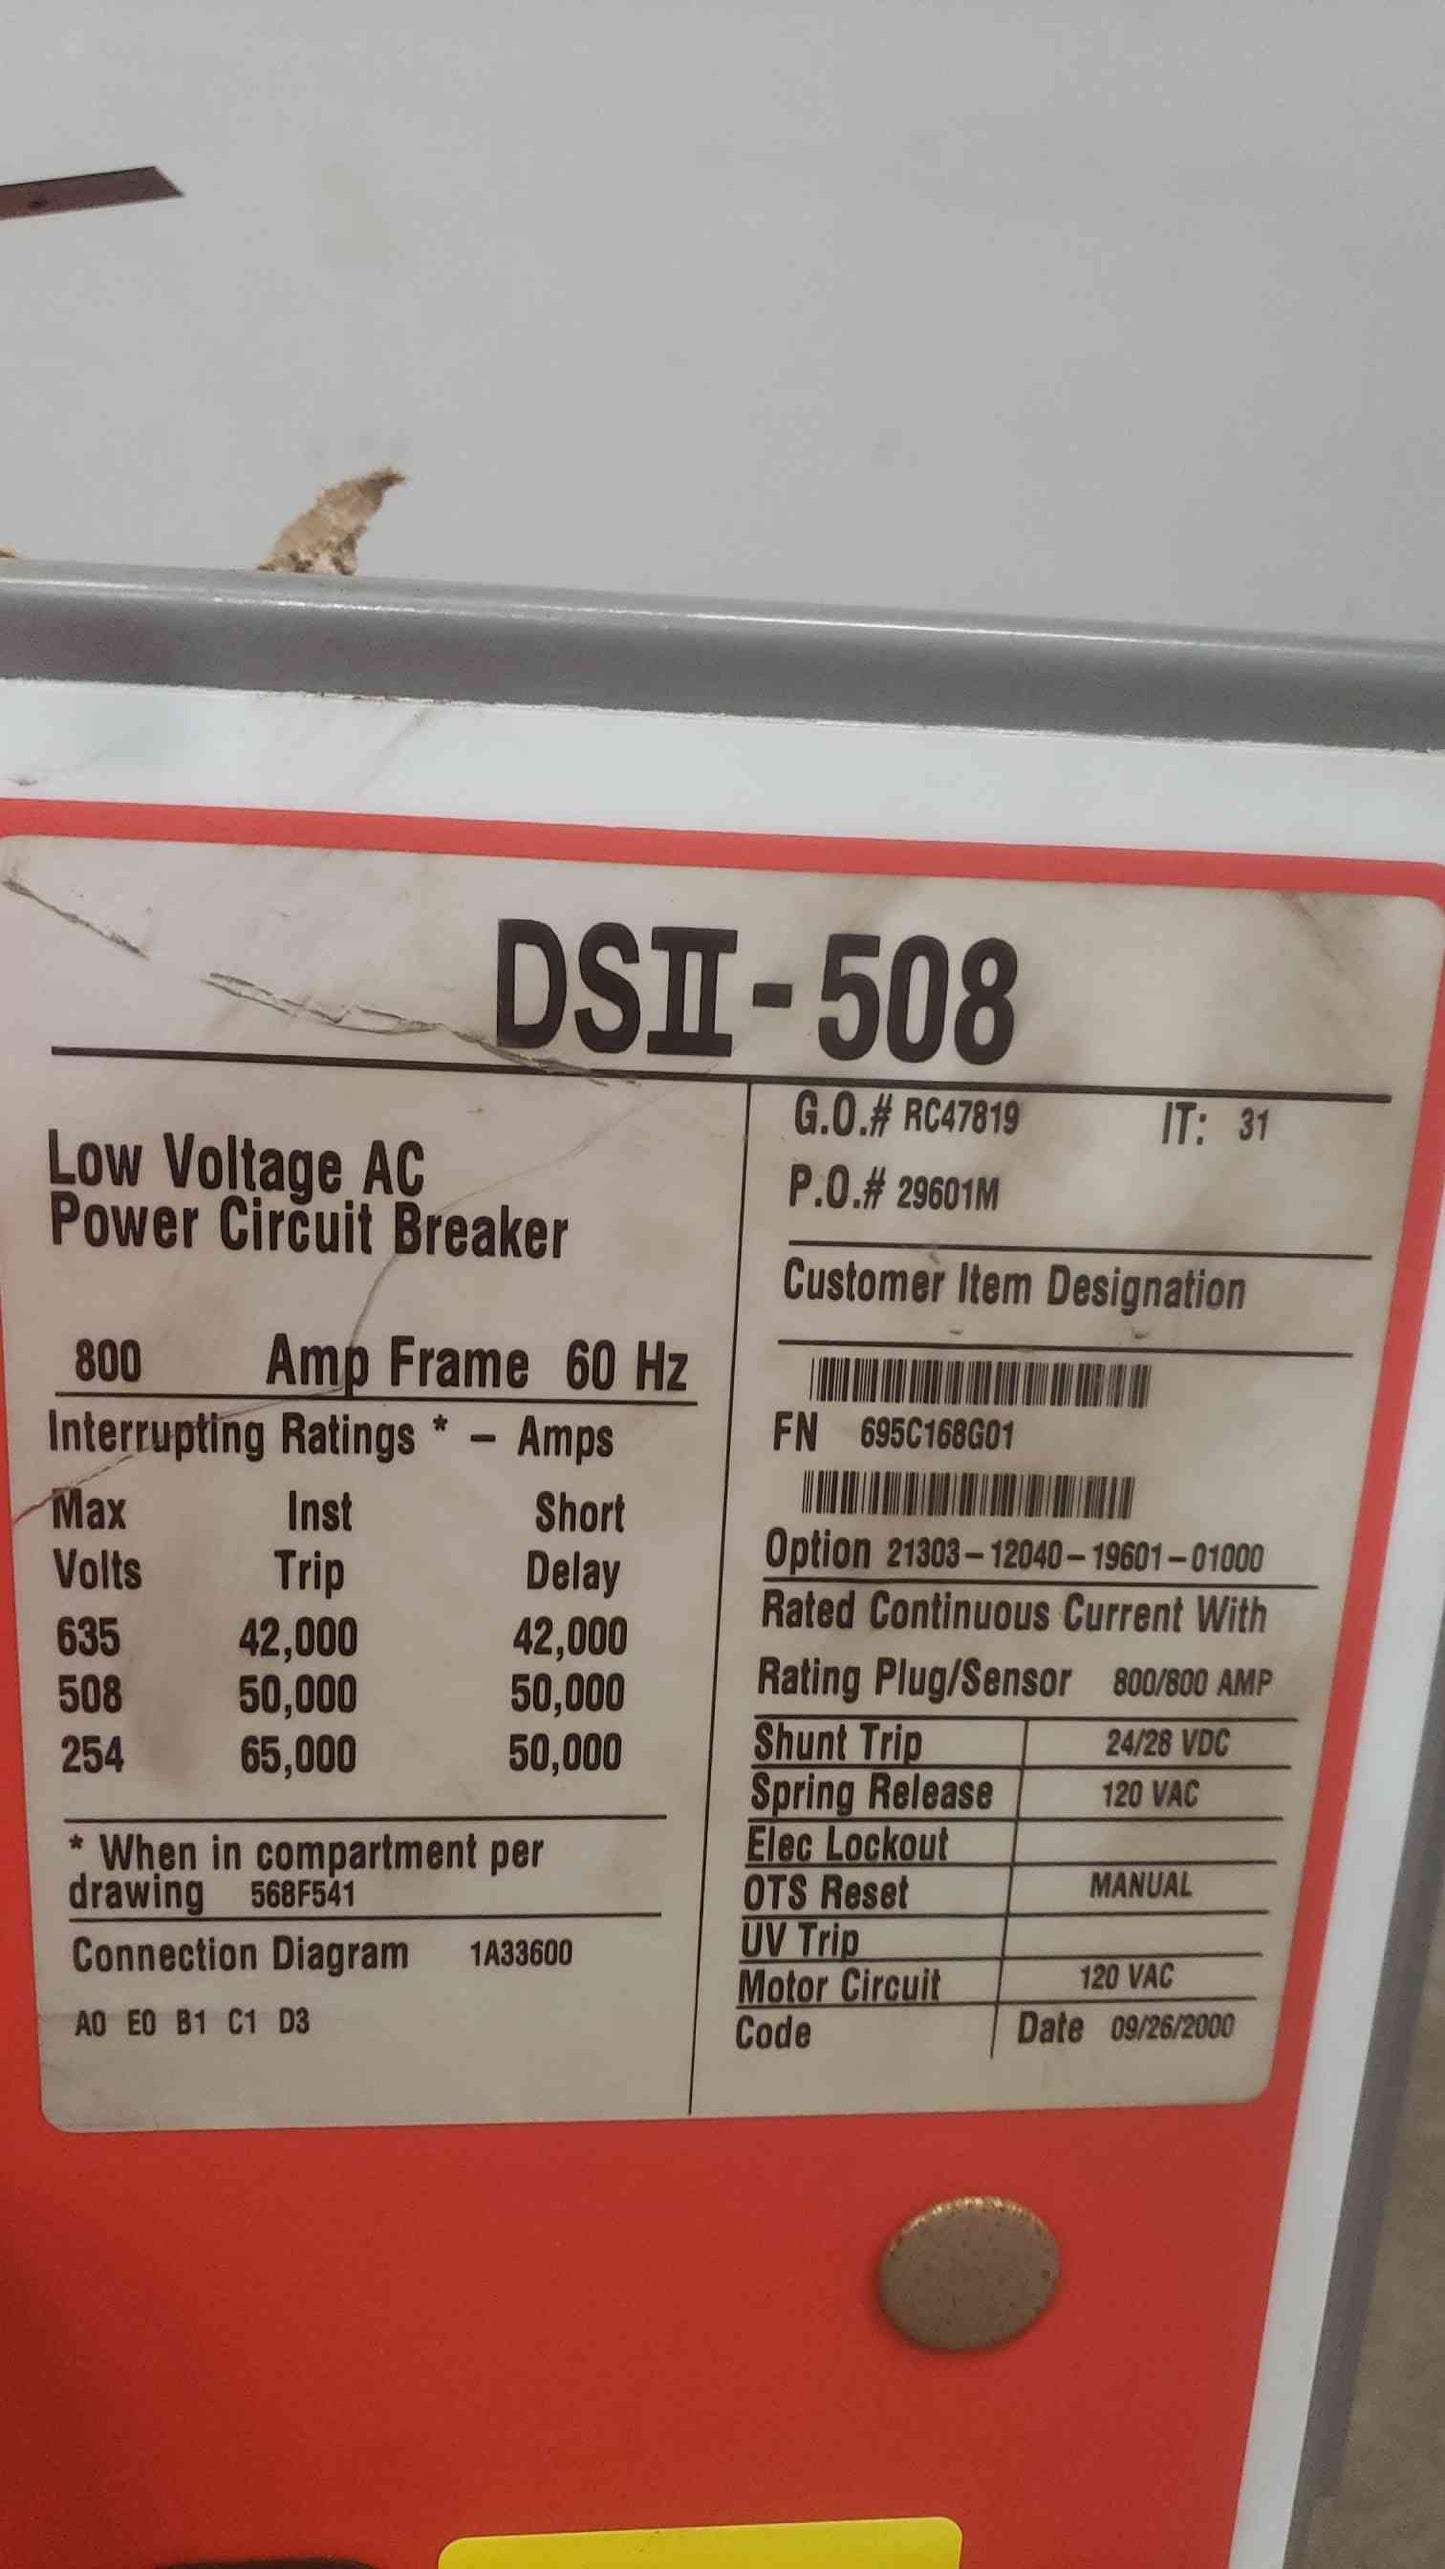 DSII-508
Low Voltage AC
Power Circuit Breaker
800 Amp Frame 60 Hz
Interrupting Ratings * – Amps
Max Inst Short
Volts Trip Delay
635 42,000 42,000
508 50,000 50,000
254 65,000 50,000
* When in compartment per
drawing 568F541
Connection Diagram 1A33600
A0 E0 B1 C1 D3
G.O.# RC47819 IT: 31
P.O.# 29601M
Customer Item Designation
FN 695C168G01
Option 21303-12040-19601-01000
Rated Continuous Current With
Rating Plug/Sensor 800/800 AMP
Shunt Trip 24/28 VDC
Spring Release 120 VAC
Elec Lockout
OTS Reset MANUAL
UV Trip
Motor Circuit 120 VAC
Code Date 09/26/2000